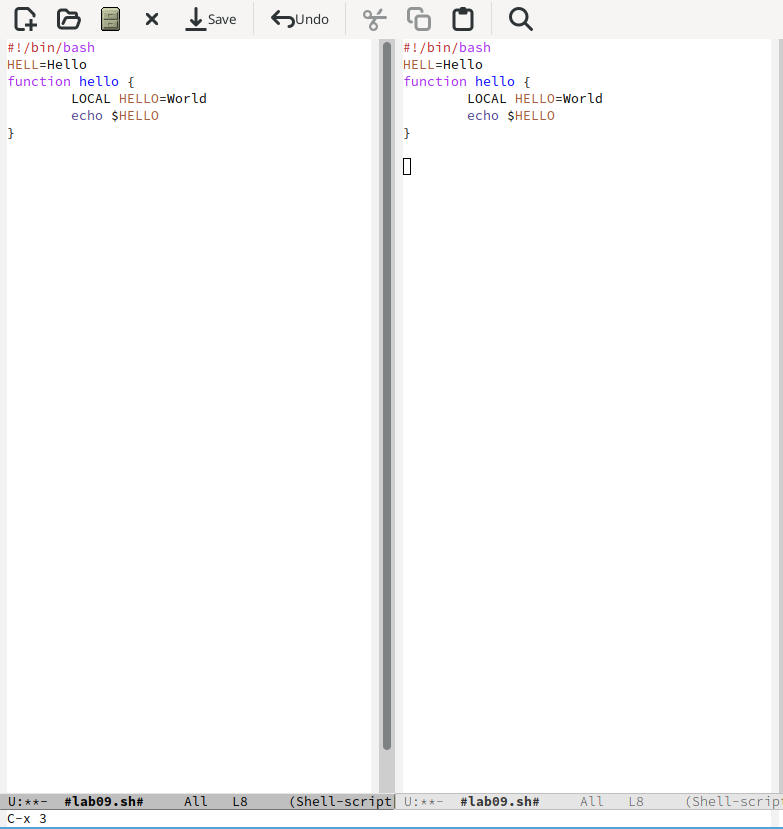 Save Undo
#!/bin/bash
HELL=Hello
function hello {
        LOCAL HELLO=World
        echo $HELLO
}
#!/bin/bash
HELL=Hello
function hello {
        LOCAL HELLO=World
        echo $HELLO
}
U:**-  #lab09.sh#     All   L8     (Shell-script
U:**-  #lab09.sh#     All   L8     (Shell-scrip
C-x 3